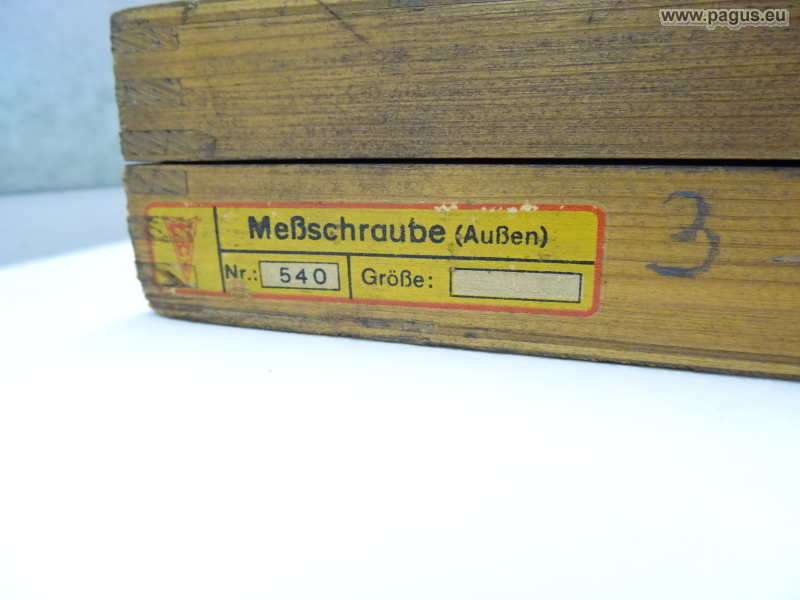 www.pagus.eu
Meßschraube (Außen)
Nr.: 540 Größe:
3